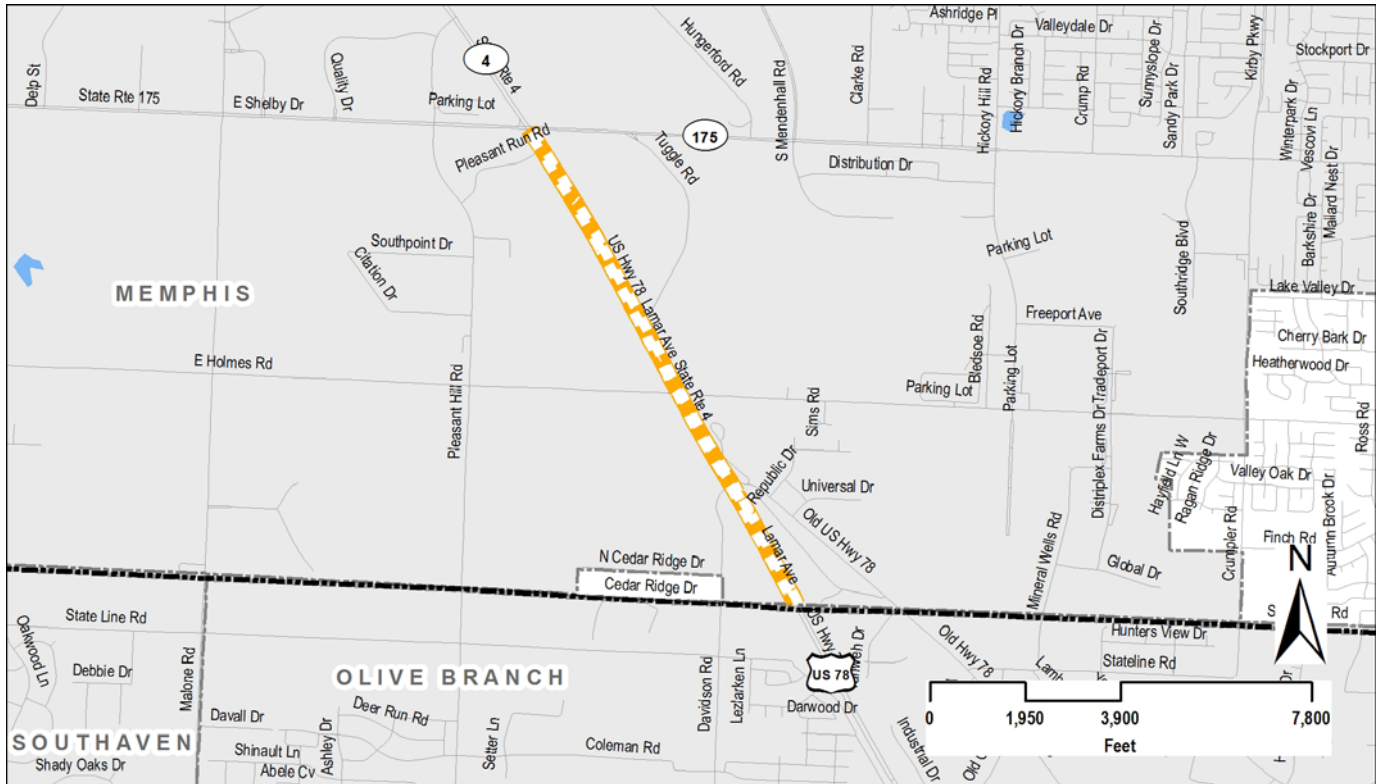 Ashridge Pl
Valleydale Dr
Stockport Dr
Kirby Pkwy
Hungerford Rd
S Mendenhall Rd
Clarke Rd
Hickory Hill Rd
Hickory Branch Dr
Crump Rd
Sunnyslope Dr
Sandy Park Dr
Winterpark Dr
Vescovi Ln
Mallard Nest Dr
Barkshire Dr
Delp St
Quality Dr
4
Rte 4
State Rte 175
E Shelby Dr
Parking Lot
Pleasant Run Rd
Tuggle Rd
175
Distribution Dr
Southpoint Dr
Citation Dr
Parking Lot
Southridge Blvd
MEMPHIS
US Hwy 78
Lamar Ave
State Rte 4
Lake Valley Dr
Freeport Ave
Cherry Bark Dr
Heatherwood Dr
Ross Rd
E Holmes Rd
Pleasant Hill Rd
Bledsoe Rd
Parking Lot
Parking Lot
Tradeport Dr
Distriplex Farms Dr
Sims Rd
Republic Dr
Universal Dr
Old US Hwy 78
Hayfield Ln W
Ragan Ridge Dr
Valley Oak Dr
Autumn Brook Dr
Crumpler Rd
Finch Rd
N
Lamar Ave
N Cedar Ridge Dr
Cedar Ridge Dr
Mineral Wells Rd
Global Dr
S
Rd
State Line Rd
US Hwy
Hunters View Dr
Stateline Rd
Oakwood Ln
Debbie Dr
Malone Rd
OLIVE BRANCH
Davidson Rd
Lezlarken Ln
US 78
Old Hwy 78
Darwood Dr
Davall Dr
Deer Run Rd
SOUTHAVEN
Shinault Ln
Ashley Dr
Setter Ln
Coleman Rd
Industrial Dr
Shady Oaks Dr
Abele Cv
0 1,950 3,900 7,800
Feet